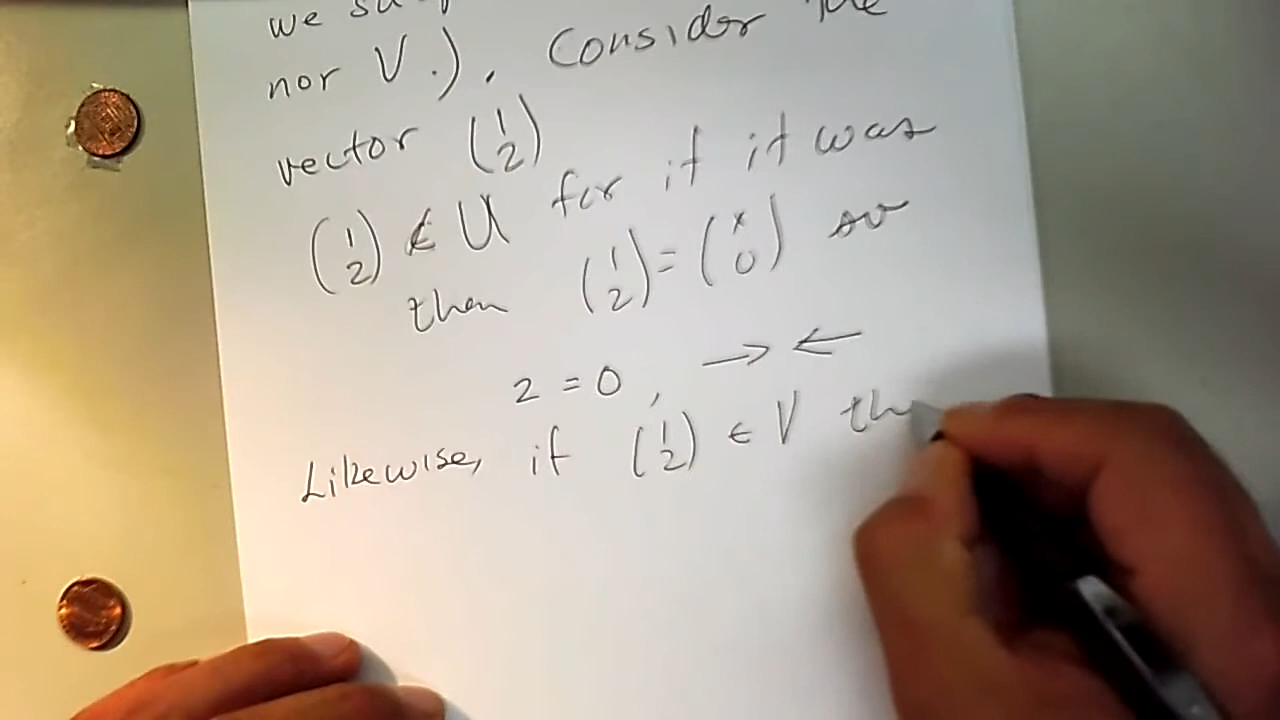 we
nor V.). Consider the
vector (1 2)
(1 2) ∉ U for if it was
then (1 2) = (x 0) so
2 = 0, → ←
Likewise, if (1 2) ∈ V th